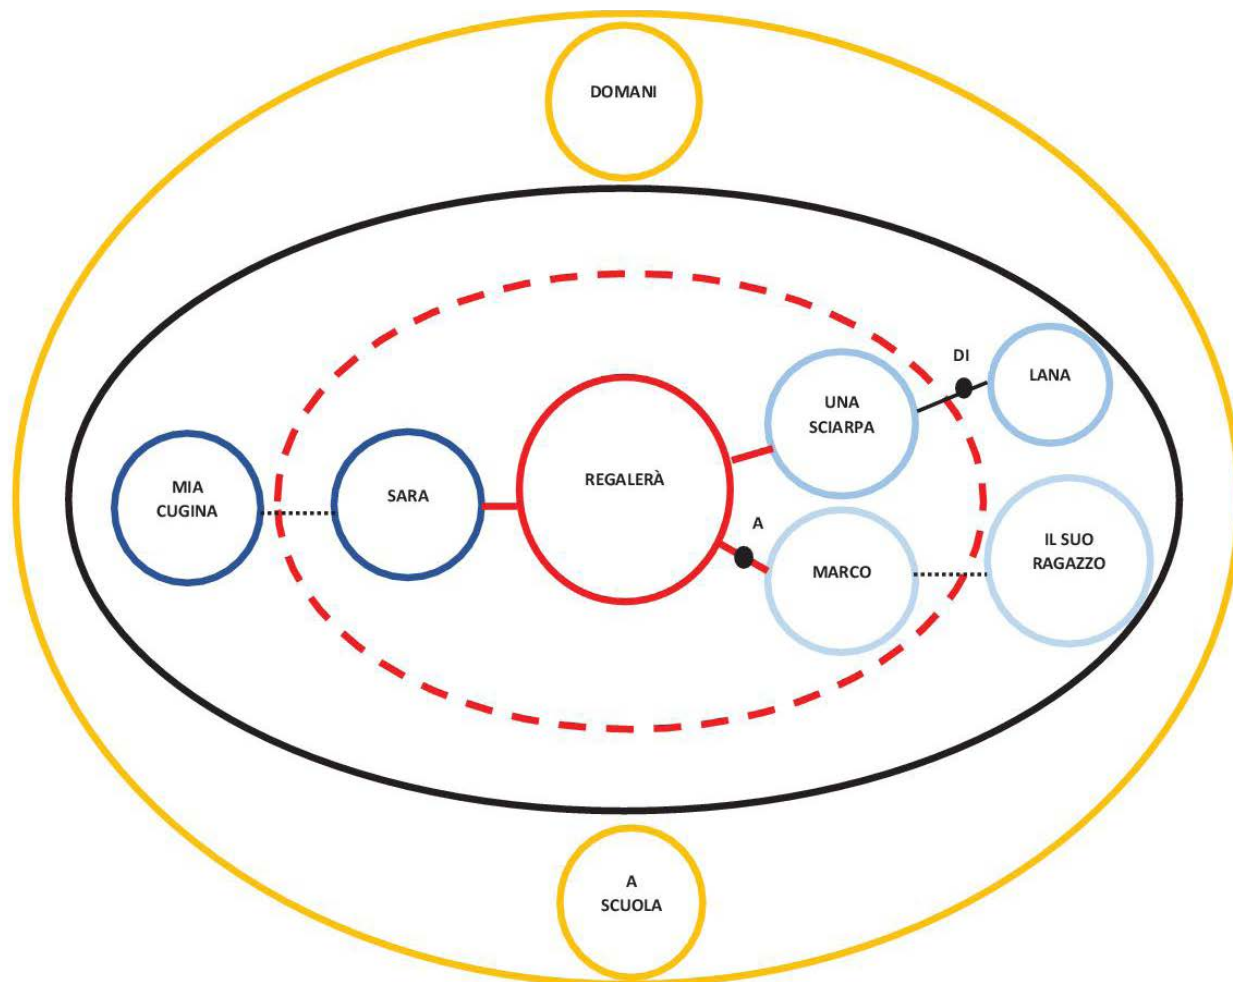 DOMANI
MIA
CUGINA
SARA
REGALERÀ
UNA
SCIARPA
DI
LANA
A
MARCO
IL SUO
RAGAZZO
A
SCUOLA